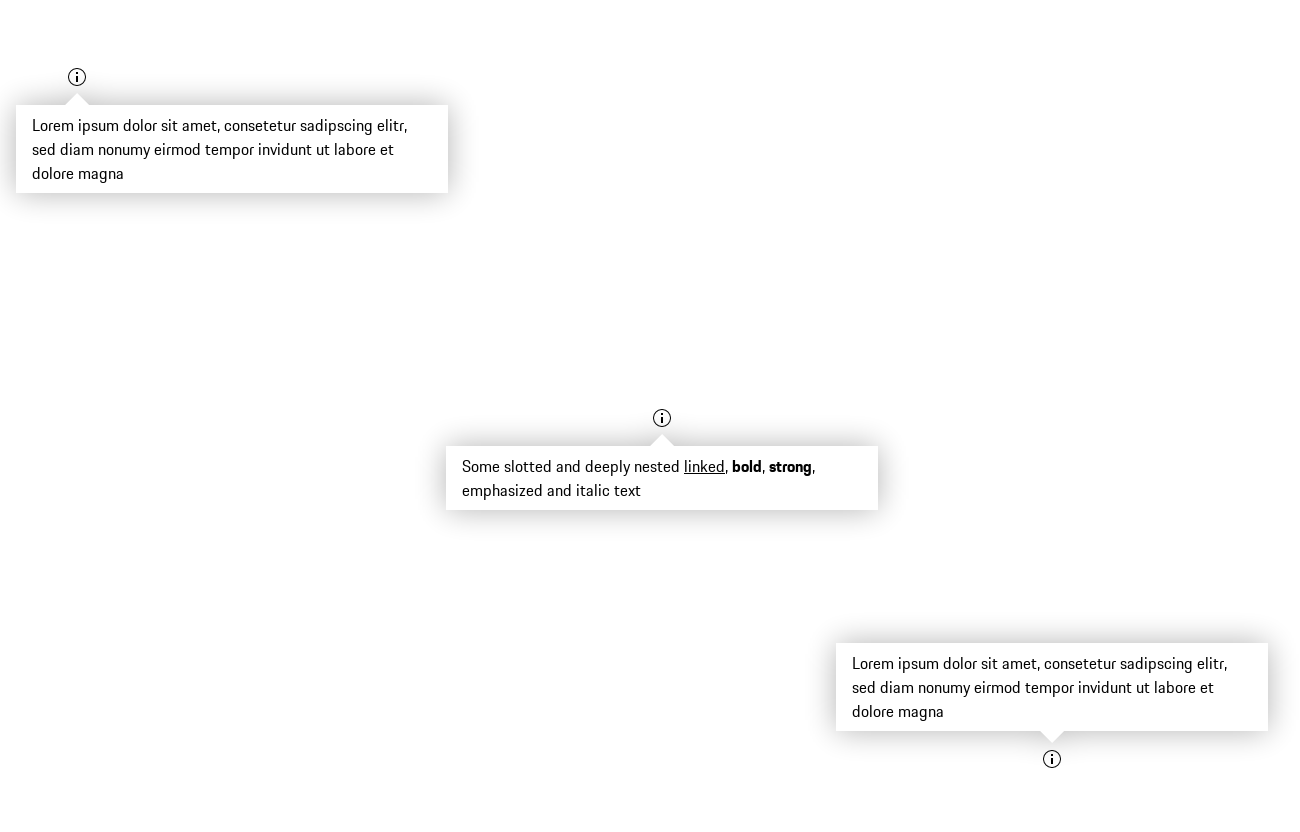 Lorem ipsum dolor sit amet, consetetur sadipscing elitr,
sed diam nonumy eirmod tempor invidunt ut labore et
dolore magna
Some slotted and deeply nested linked, bold, strong,
emphasized and italic text
Lorem ipsum dolor sit amet, consetetur sadipscing elitr,
sed diam nonumy eirmod tempor invidunt ut labore et
dolore magna